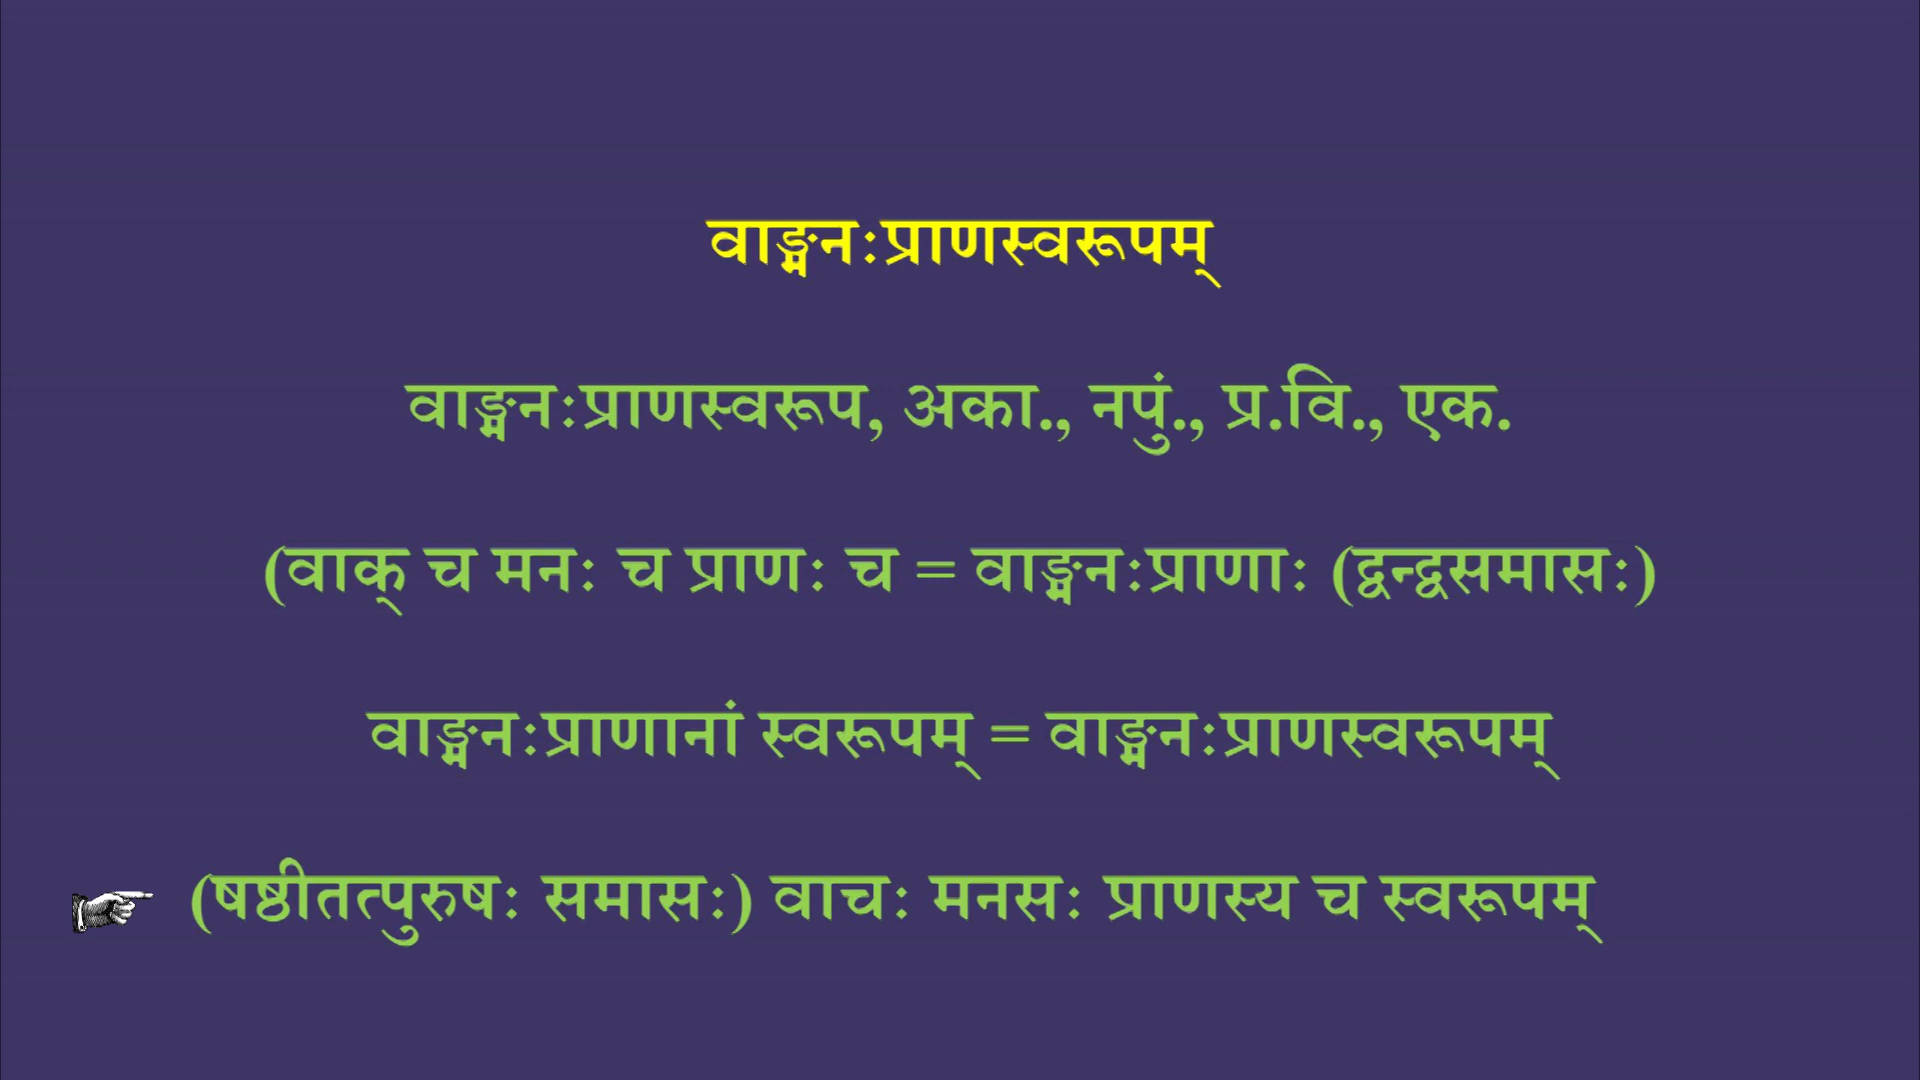 वाङ्मनःप्राणस्वरूपम्
वाङ्मनःप्राणस्वरूप, अका., नपुं., प्र.वि., एक.
(वाक् च मनः च प्राणः च = वाङ्मनःप्राणाः (द्वन्द्वसमासः)
वाङ्मनःप्राणानां स्वरूपम् = वाङ्मनःप्राणस्वरूपम्
(षष्ठीतत्पुरुषः समासः) वाचः मनसः प्राणस्य च स्वरूपम्